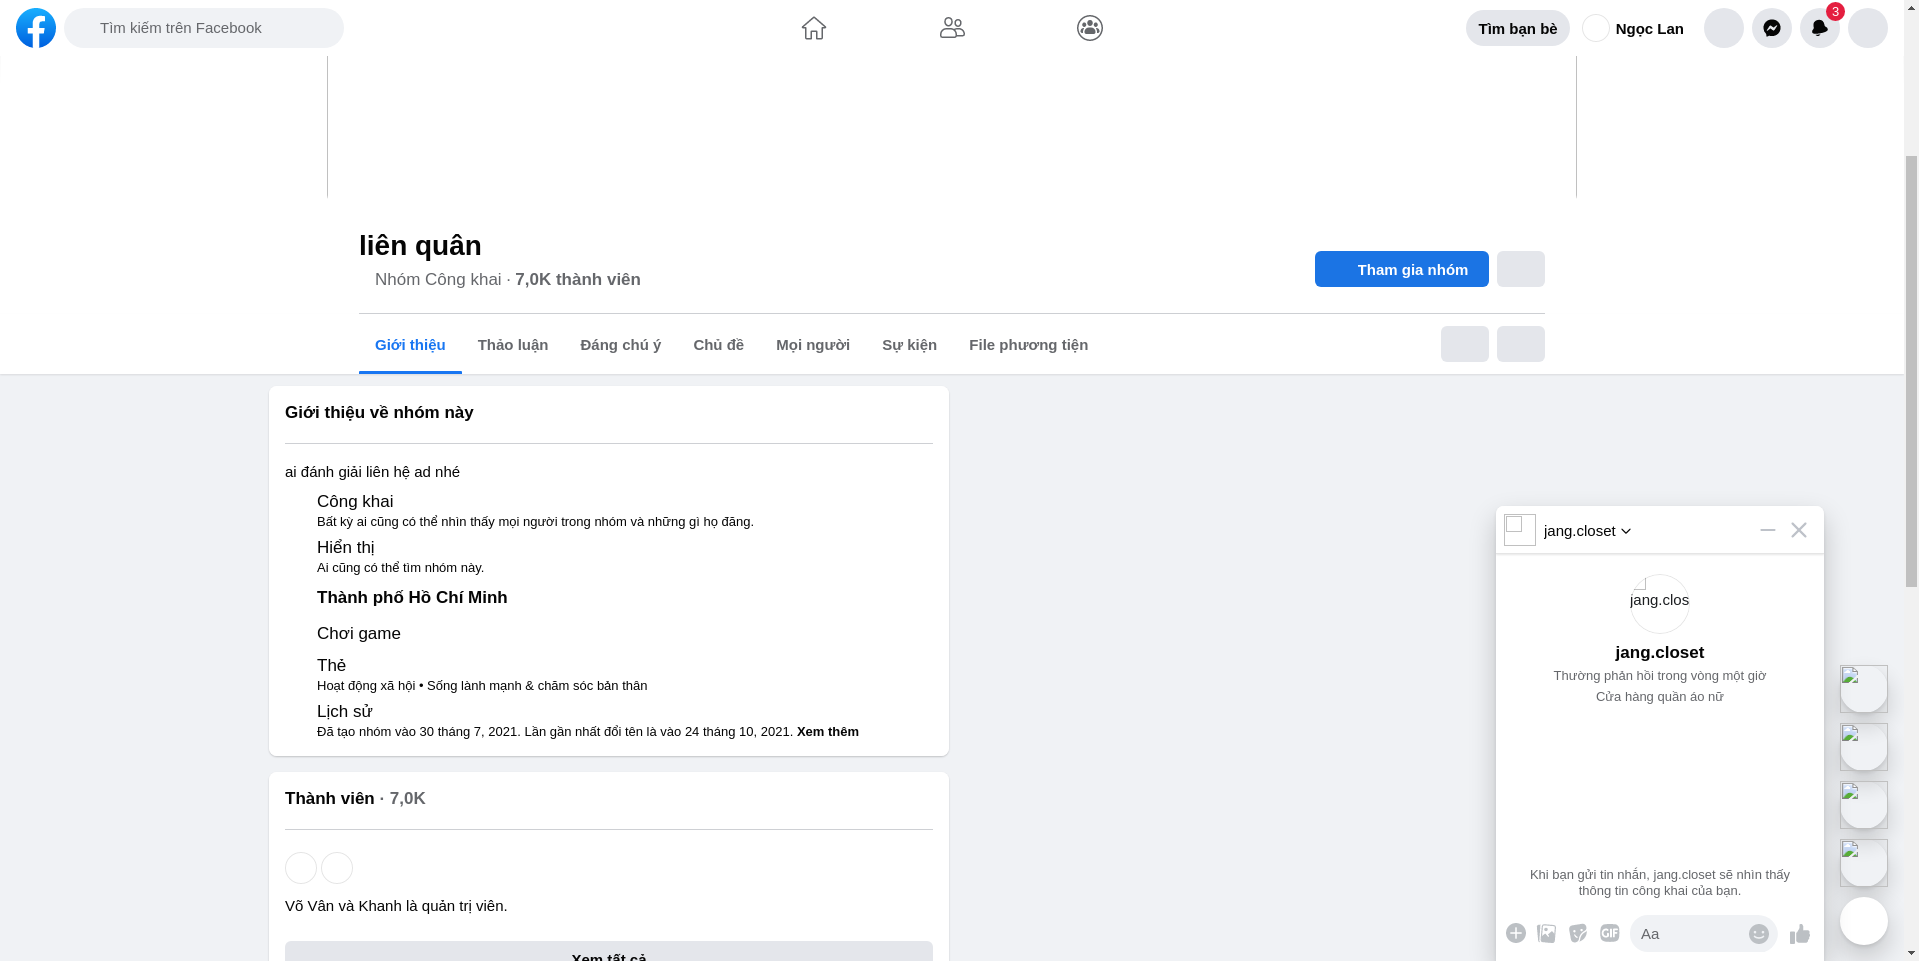 Tìm kiếm trên Facebook
Tìm bạn bè
Ngọc Lan
3
liên quân
Nhóm Công khai · 7,0K thành viên
Tham gia nhóm
Giới thiệu
Thảo luận
Đáng chú ý
Chủ đề
Mọi người
Sự kiện
File phương tiện
Giới thiệu về nhóm này
ai đánh giải liên hệ ad nhé
Công khai
Bất kỳ ai cũng có thể nhìn thấy mọi người trong nhóm và những gì họ đăng.
Hiển thị
Ai cũng có thể tìm nhóm này.
Thành phố Hồ Chí Minh
Chơi game
Thẻ
Hoạt động xã hội • Sống lành mạnh & chăm sóc bản thân
Lịch sử
Đã tạo nhóm vào 30 tháng 7, 2021. Lần gần nhất đổi tên là vào 24 tháng 10, 2021. Xem thêm
Thành viên · 7,0K
Võ Vân và Khanh là quản trị viên.
Xem tất cả
jang.closet
jang.clos
jang.closet
Thường phản hồi trong vòng một giờ
Cửa hàng quần áo nữ
Khi bạn gửi tin nhắn, jang.closet sẽ nhìn thấy
thông tin công khai của bạn.
GIF
Aa